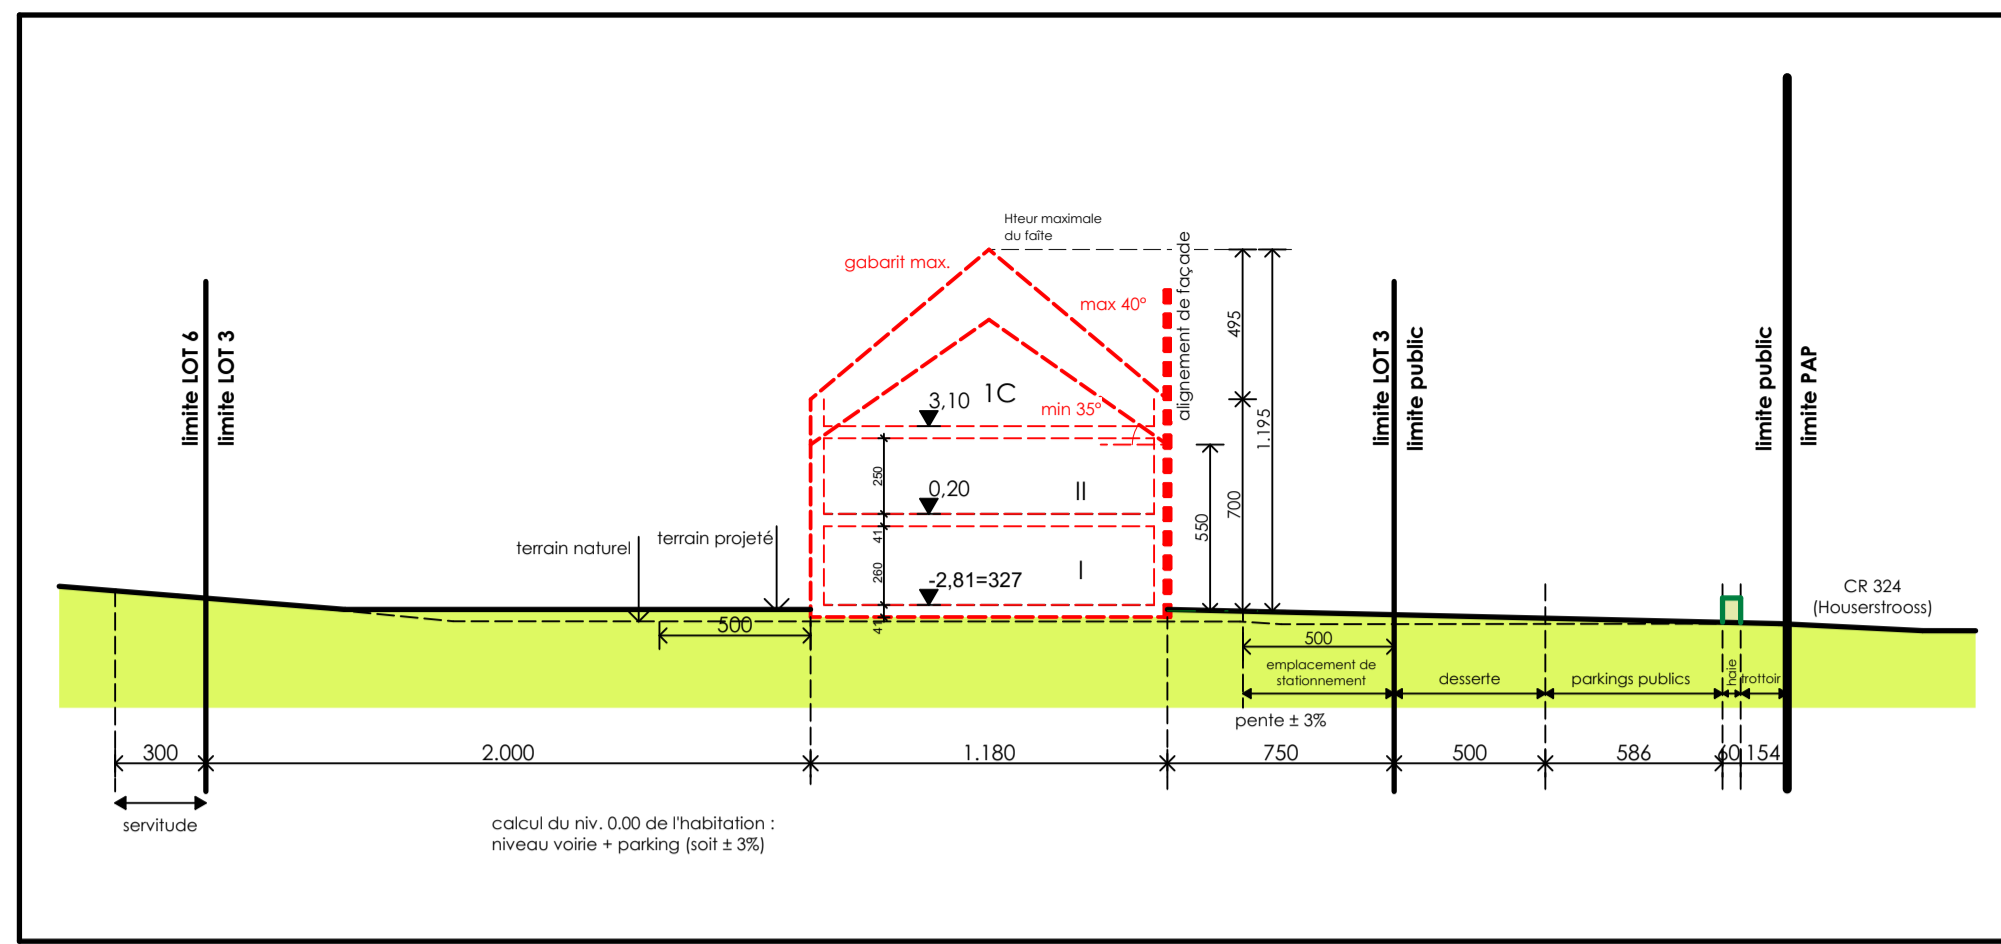 Hteur maximale
du faîte
gabarit max.
max 40°
alignement de façade
495
limite LOT 6
limite LOT 3
limite LOT 3
limite public
limite public
limite PAP
3,10
1C
min 35°
1.195
250
0,20
II
700
550
41
terrain naturel
terrain projeté
260
-2,81=327
I
CR 324
(Houserstrooss)
41
500
500
emplacement de
stationnement
desserte
parkings publics
haie
trottoir
pente ± 3%
300
2.000
1.180
750
500
586
60
154
servitude
calcul du niv. 0.00 de l'habitation :
niveau voirie + parking (soit ± 3%)